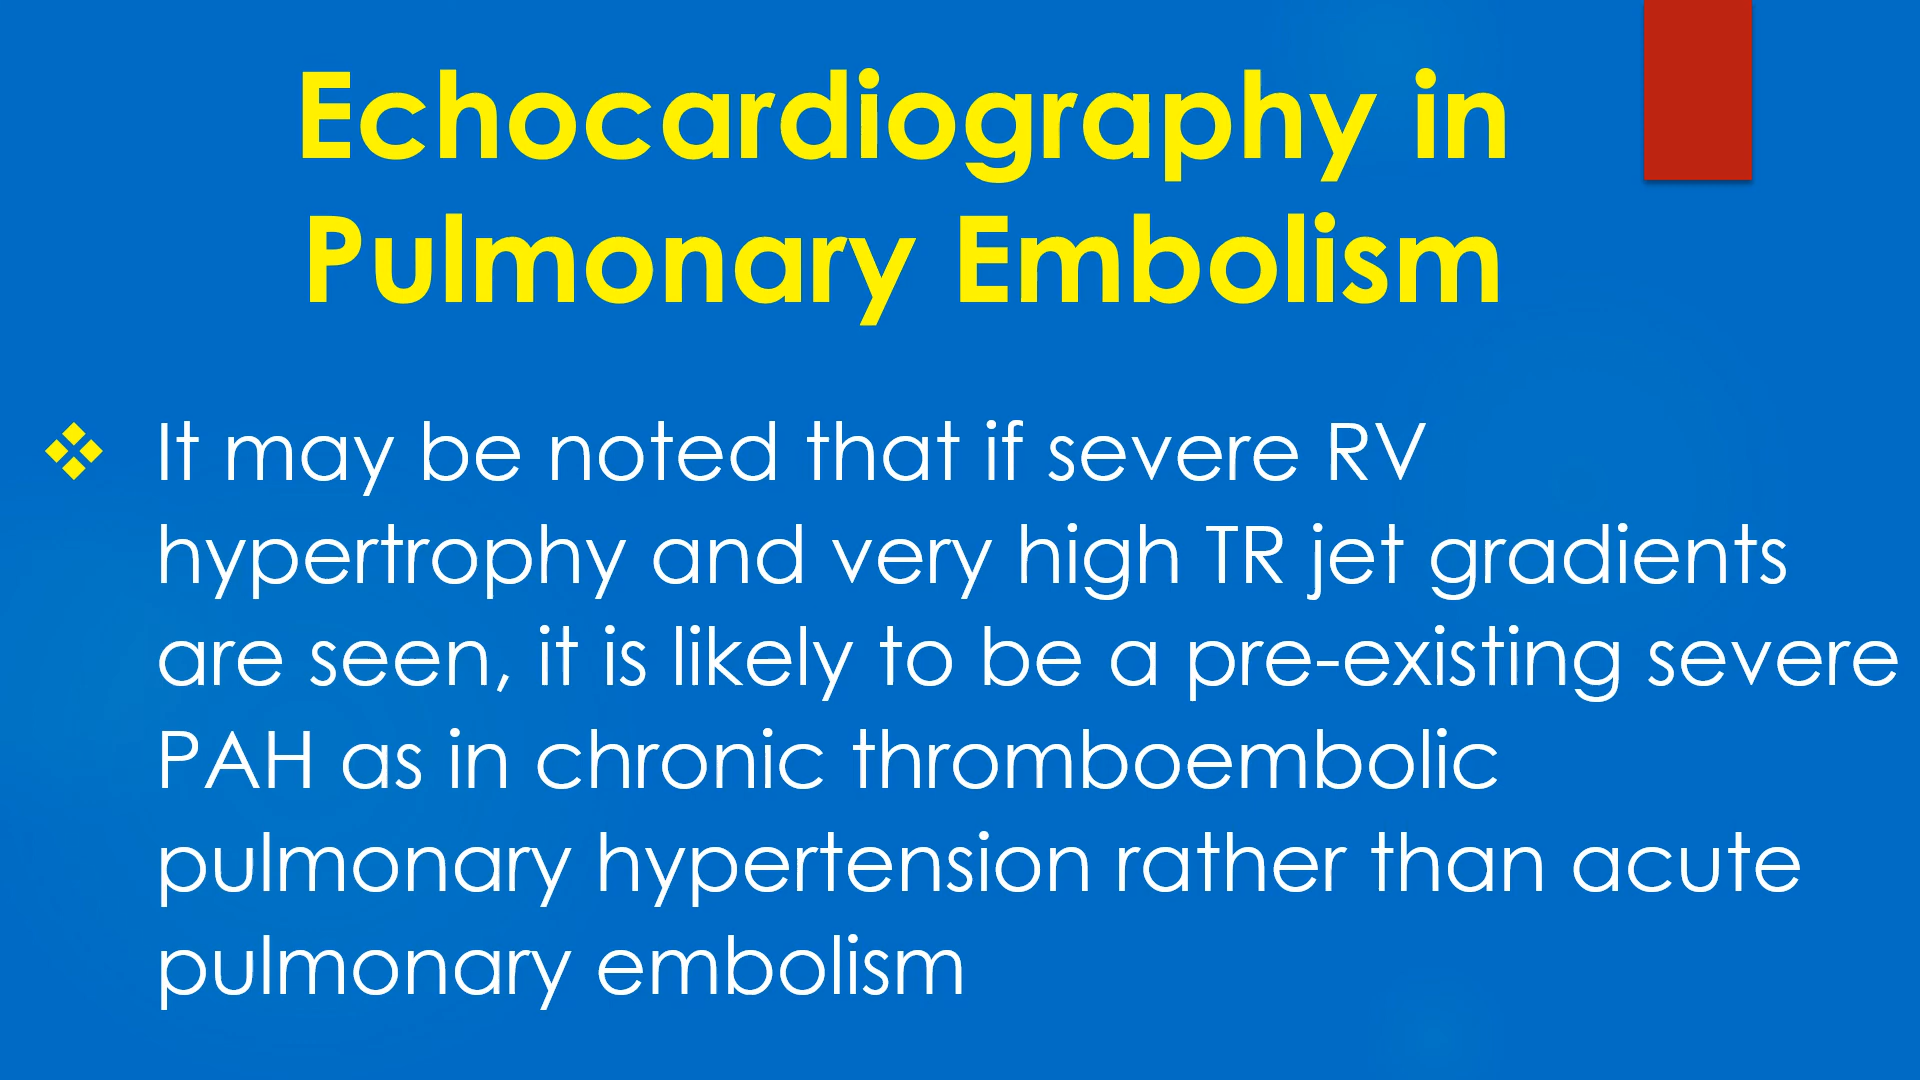 Echocardiography in
Pulmonary Embolism
❖ It may be noted that if severe RV
hypertrophy and very high TR jet gradients
are seen, it is likely to be a pre-existing severe
PAH as in chronic thromboembolic
pulmonary hypertension rather than acute
pulmonary embolism